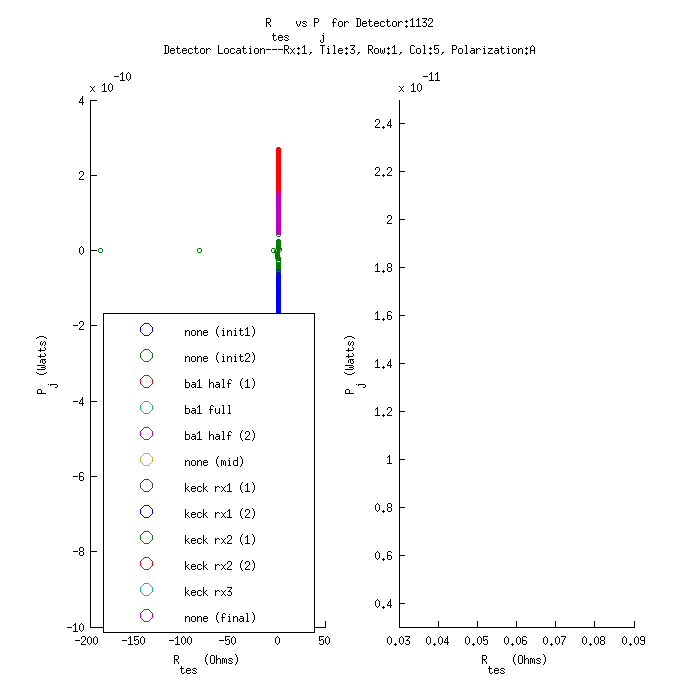 R_tes vs P_j for Detector:1132
Detector Location---Rx:1, Tile:3, Row:1, Col:5, Polarization:A
x 10^-10
4
2
0
-2
-4
-6
-8
-10
P_j (Watts)
-200 -150 -100 -50 0 50
R_tes (Ohms)
none (init1)
none (init2)
ba1 half (1)
ba1 full
ba1 half (2)
none (mid)
keck rx1 (1)
keck rx1 (2)
keck rx2 (1)
keck rx2 (2)
keck rx3
none (final)
x 10^-11
2.4
2.2
2
1.8
1.6
1.4
1.2
1
0.8
0.6
0.4
P_j (Watts)
0.03 0.04 0.05 0.06 0.07 0.08 0.09
R_tes (Ohms)